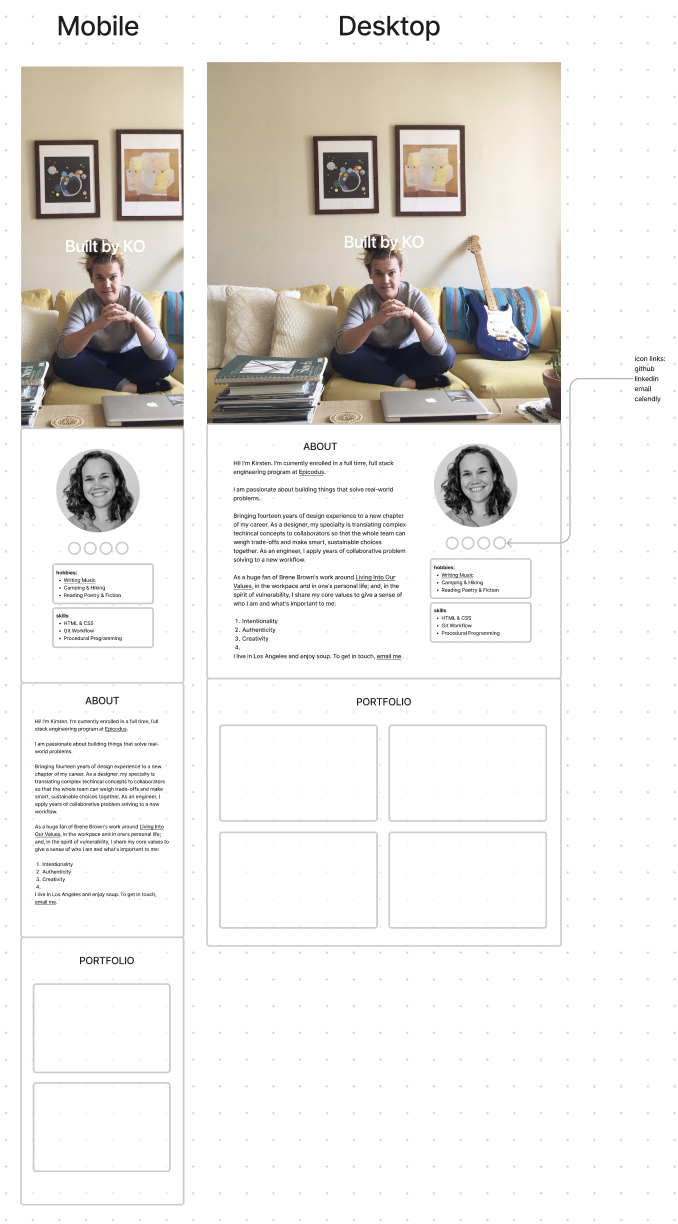 Mobile
Built by KO
hobbies:
• Writing Music
• Camping & Hiking
• Reading Poetry & Fiction
skills
• HTML & CSS
• Git Workflow
• Procedural Programming
ABOUT
Hi! I'm Kirsten. I'm currently enrolled in a full time, full
stack engineering program at Epicodus.
I am passionate about building things that solve real-
world problems.
Bringing fourteen years of design experience to a new
chapter of my career. As a designer, my specialty is
translating complex techincal concepts to collaborators
so that the whole team can weigh trade-offs and make
smart, sustainable choices together. As an engineer, I
apply years of collaborative problem solving to a new
workflow.
As a huge fan of Brene Brown's work around Living Into
Our Values, in the workpace and in one's personal life;
and, in the spirit of vulnerability, I share my core values to
give a sense of who I am and what's important to me:
1. Intentionality
2. Authenticity
3. Creativity
4.
I live in Los Angeles and enjoy soup. To get in touch,
email me.
PORTFOLIO
Desktop
Built by KO
ABOUT
Hi! I'm Kirsten. I'm currently enrolled in a full time, full stack
engineering program at Epicodus.
I am passionate about building things that solve real-world
problems.
Bringing fourteen years of design experience to a new chapter
of my career. As a designer, my specialty is translating complex
techincal concepts to collaborators so that the whole team can
weigh trade-offs and make smart, sustainable choices
together. As an engineer, I apply years of collaborative problem
solving to a new workflow.
As a huge fan of Brene Brown's work around Living Into Our
Values, in the workpace and in one's personal life; and, in the
spirit of vulnerability, I share my core values to give a sense of
who I am and what's important to me:
1. Intentionality
2. Authenticity
3. Creativity
4.
I live in Los Angeles and enjoy soup. To get in touch, email me.
hobbies:
• Writing Music
• Camping & Hiking
• Reading Poetry & Fiction
skills
• HTML & CSS
• Git Workflow
• Procedural Programming
PORTFOLIO
icon links:
github
linkedin
email
calendly